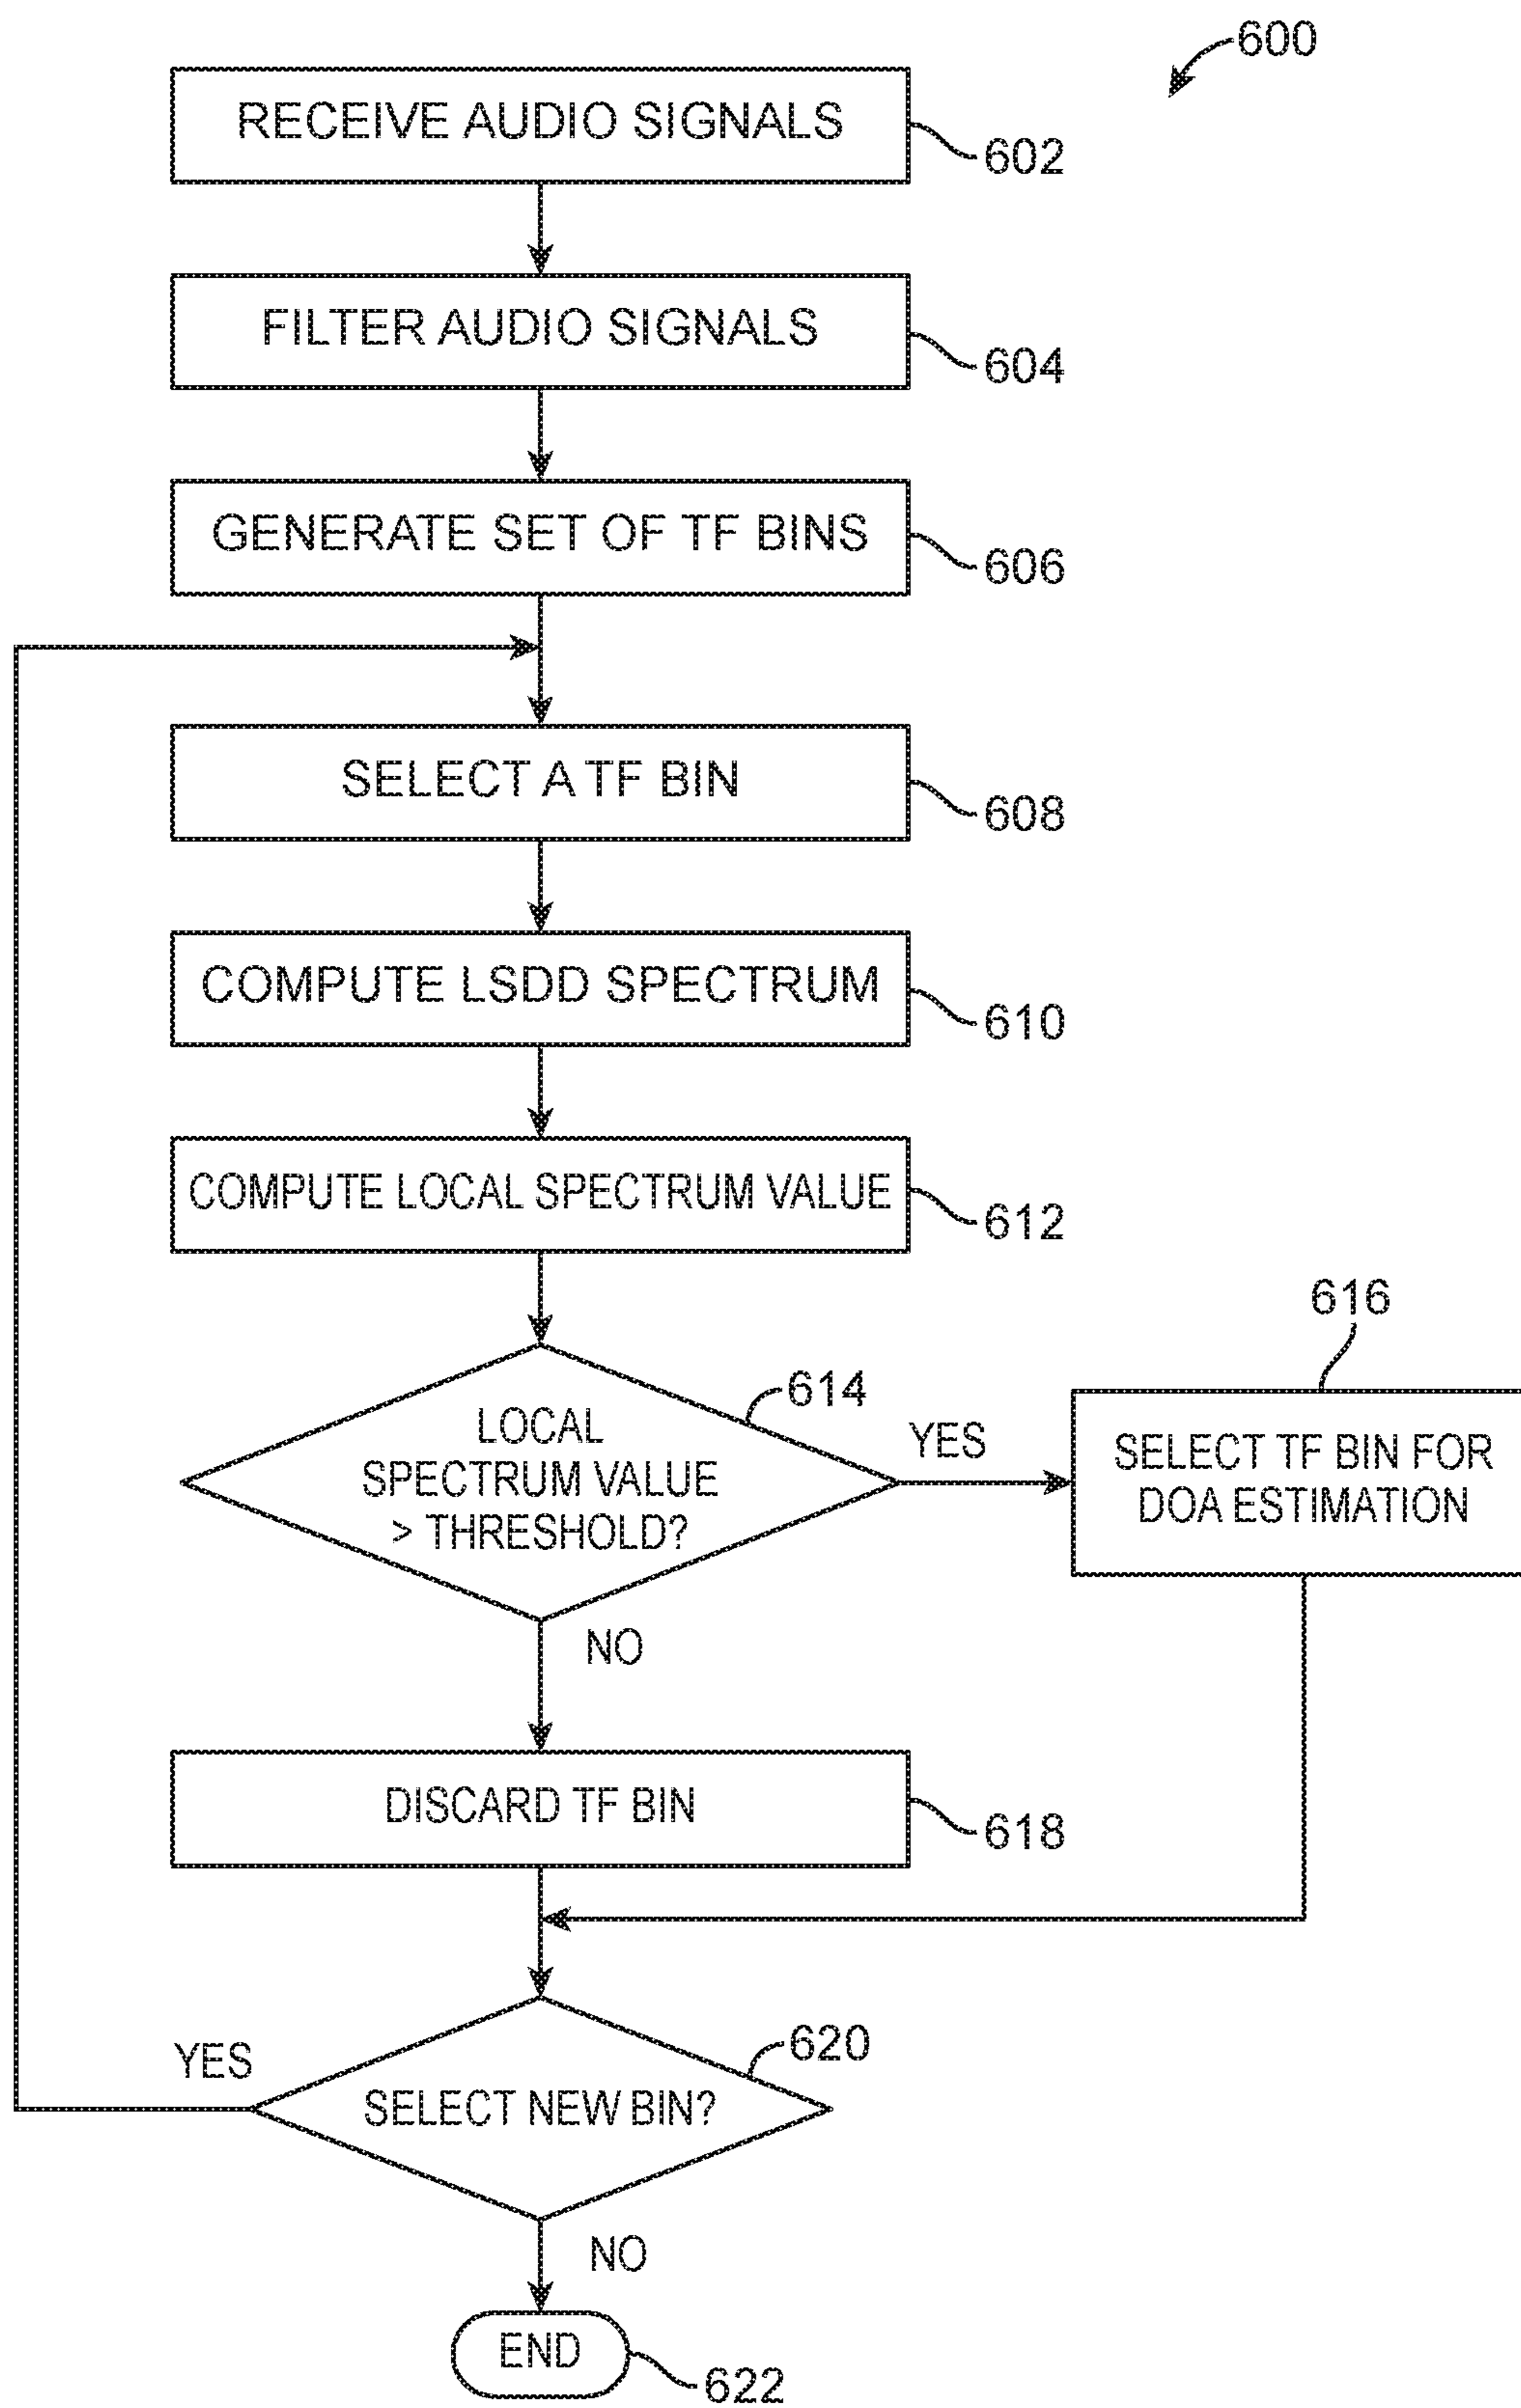 600
RECEIVE AUDIO SIGNALS
602
FILTER AUDIO SIGNALS
604
GENERATE SET OF TF BINS
606
SELECT A TF BIN
608
COMPUTE LSDD SPECTRUM
610
COMPUTE LOCAL SPECTRUM VALUE
612
LOCAL
SPECTRUM VALUE
> THRESHOLD?
614
YES
616
SELECT TF BIN FOR
DOA ESTIMATION
NO
DISCARD TF BIN
618
YES
620
SELECT NEW BIN?
NO
END
622